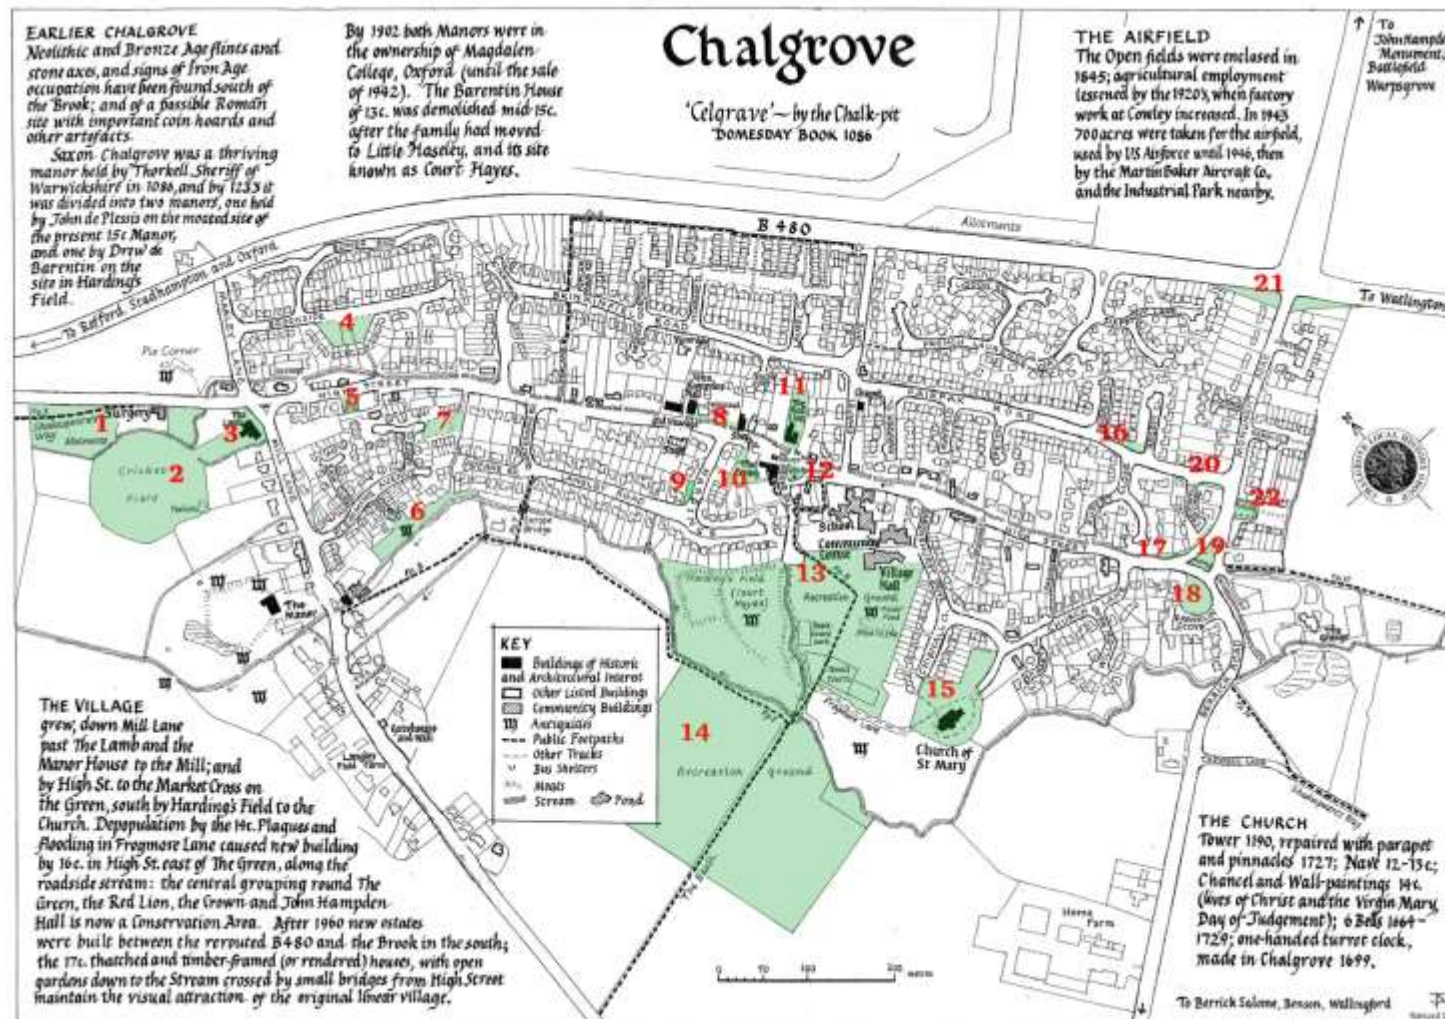 EARLIER CHALGROVE
Neolithic and Bronze Age flints and
stone axes, and signs of Iron Age
occupation have been found south of
the Brook; and of a possible Roman
site with important coin hoards and
other artefacts.
Saxon Chalgrove was a thriving
manor held by Thorkell, Sheriff of
Warwickshire in 1086, and by 1233 it
was divided into two manors, one held
by John de Plessis on the moated site of
the present 15c Manor,
and one by Drew de
Barentin on the
site in Harding's
Field.
By 1902 both Manors were in
the ownership of Magdalen
College, Oxford (until the sale
of 1942). The Barentin House
of 13c. was demolished mid 15c.
after the family had moved
to Little Haseley, and its site
known as Court Hayes.
Chalgrove
'Celgrave' ~ by the Chalk-pit
DOMESDAY BOOK 1086
THE AIRFIELD
The Open fields were enclosed in
1845; agricultural employment
lessened by the 1920's, when factory
work at Cowley increased. In 1943
700 acres were taken for the airfield,
used by US Airforce until 1946, then
by the Martin Baker Aircraft Co.
and the Industrial Park nearby.
To
John Hampde
Monument,
Battlefield
Warpsgrove
Allotments
B 480
To Watlington
To Rofford, Stadhampton and Oxford
Pie Corner
Surgery
Cricket
Field
The Manor
Langley
Field Farm
HIGH STREET
BRINKINFIELD ROAD
FAIRFAX ROAD
School
Community
Centre
Village
Hall
Harding's Field
(Court
Hayes)
Recreation
Ground
Recreation Ground
Frogmore Lane
Church of
St Mary
Home
Farm
1
2
3
4
5
6
7
8
9
10
11
12
13
14
15
16
17
18
19
20
21
22
KEY
Buildings of Historic
and Architectural Interest
Other Listed Buildings
Community Buildings
Antiquities
Public Footpaths
Other Tracks
Bus Shelters
Moats
Stream
Pond
THE VILLAGE
grew, down Mill Lane
past The Lamb and the
Manor House to the Mill; and
by High St. to the Market Cross on
the Green, south by Harding's Field to the
Church. Depopulation by the 14c. Plagues and
flooding in Frogmore Lane caused new building
by 16c. in High St. east of The Green, along the
roadside stream: the central grouping round The
Green, the Red Lion, the Crown and John Hampden
Hall is now a Conservation Area. After 1960 new estates
were built between the rerouted B480 and the Brook in the south;
the 17c. thatched and timber-framed (or rendered) houses, with open
gardens down to the Stream crossed by small bridges from High Street
maintain the visual attraction of the original linear village.
THE CHURCH
Tower 1190, repaired with parapet
and pinnacles 1727; Nave 12-13c;
Chancel and Wall-paintings 14c.
(lives of Christ and the Virgin Mary,
Day of Judgement); 6 Bells 1664-
1729; one-handed turret clock,
made in Chalgrove 1699.
To Berrick Salome, Benson, Wallingford